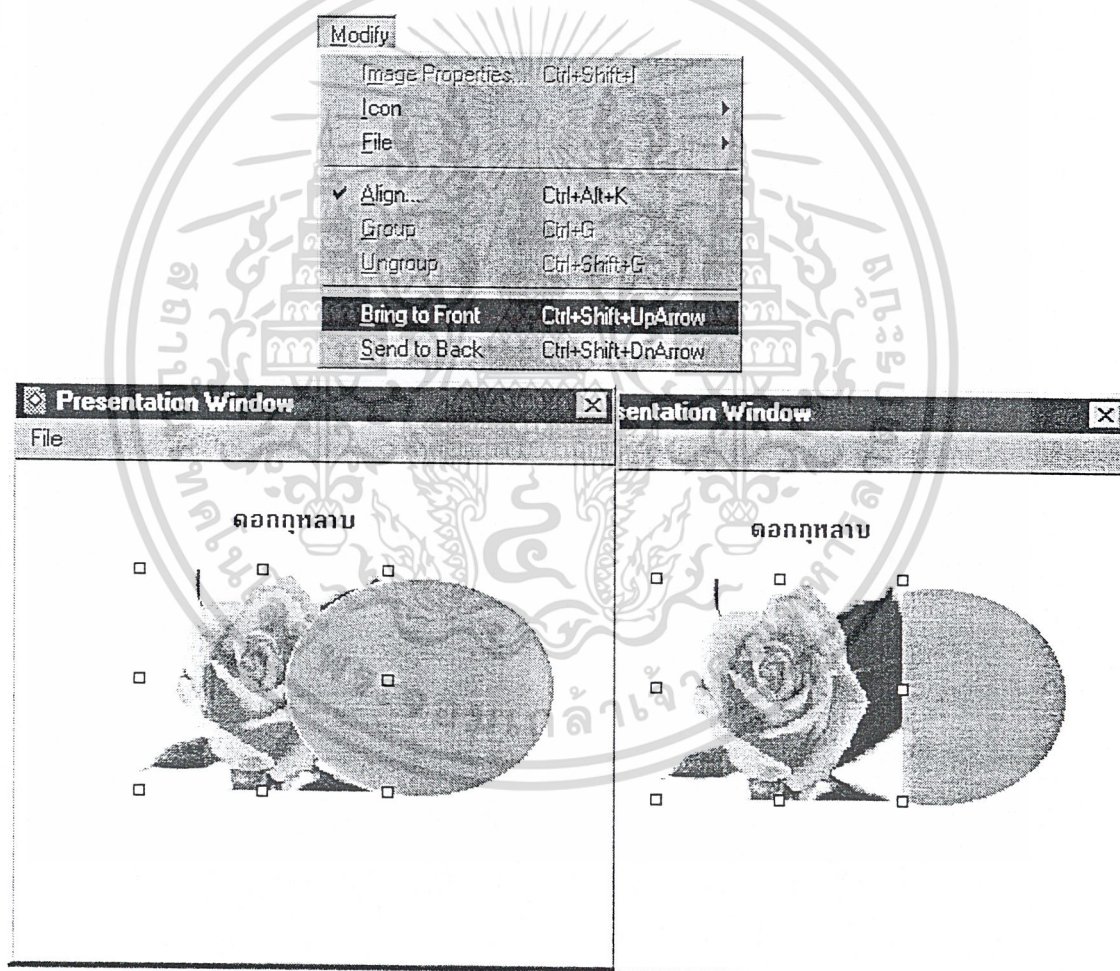 Modify
Image Properties... Ctrl+Shift+I
Icon
File
Align... Ctrl+Alt+K
Group Ctrl+G
Ungroup Ctrl+Shift+G
Bring to Front Ctrl+Shift+UpArrow
Send to Back Ctrl+Shift+DnArrow
Presentation Window
File
ดอกกุหลาบ
sentation Window
ดอกกุหลาบ